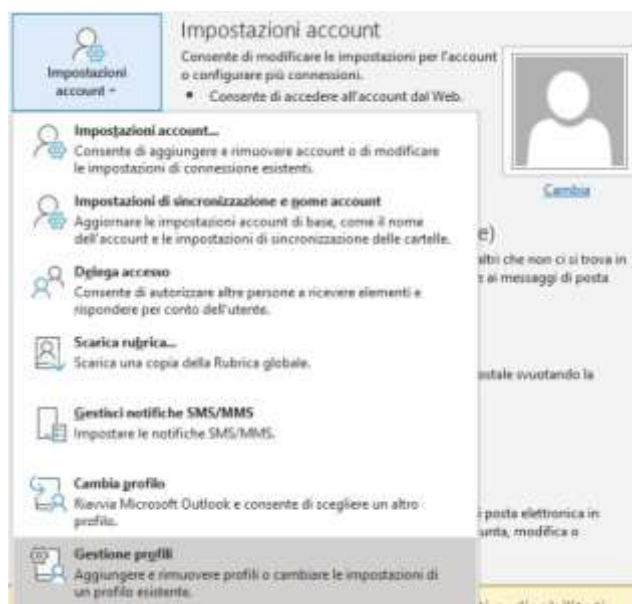 Impostazioni account
Impostazioni
account
Consente di modificare le impostazioni per l'account
o configurare più connessioni.
▪ Consente di accedere all'account dal Web.
Cambia
Impostazioni account...
Consente di aggiungere e rimuovere account o di modificare
le impostazioni di connessione esistenti.
Impostazioni di sincronizzazione e nome account
Aggiornare le impostazioni account di base, come il nome
dell'account e le impostazioni di sincronizzazione delle cartelle.
Delega accesso
Consente di autorizzare altre persone a ricevere elementi e
rispondere per conto dell'utente.
Scarica rubrica...
Scarica una copia della Rubrica globale.
Gestisci notifiche SMS/MMS
Impostare le notifiche SMS/MMS.
Cambia profilo
Riavvia Microsoft Outlook e consente di scegliere un altro
profilo.
Gestione profili
Aggiungere e rimuovere profili o cambiare le impostazioni di
un profilo esistente.
e)
altri che non ci si trova in
e ai messaggi di posta
ostale svuotando la
i posta elettronica in
unta, modifica o